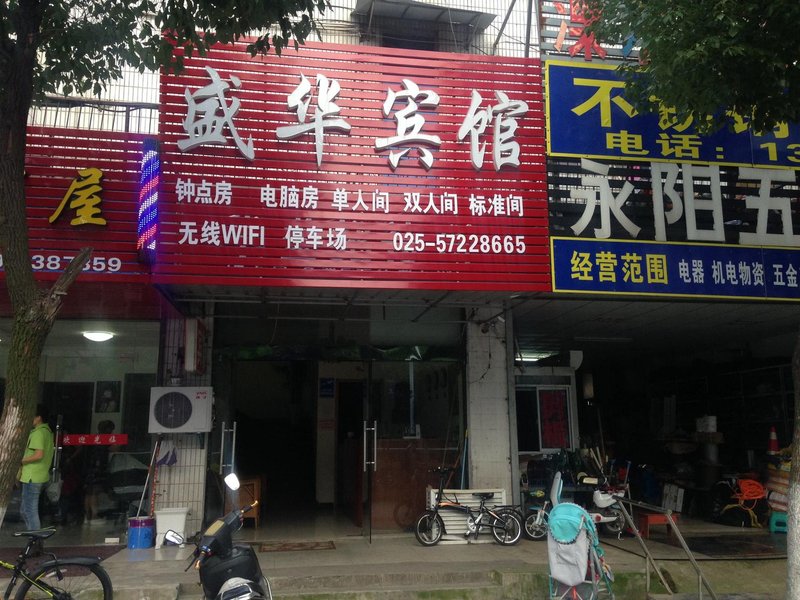 盛华宾馆
钟点房 电脑房 单人间 双人间 标准间
无线WIFI 停车场 025-57228665
屋
387359
欢迎光临
电话：13
永阳五
经营范围 电器 机电物资 五金